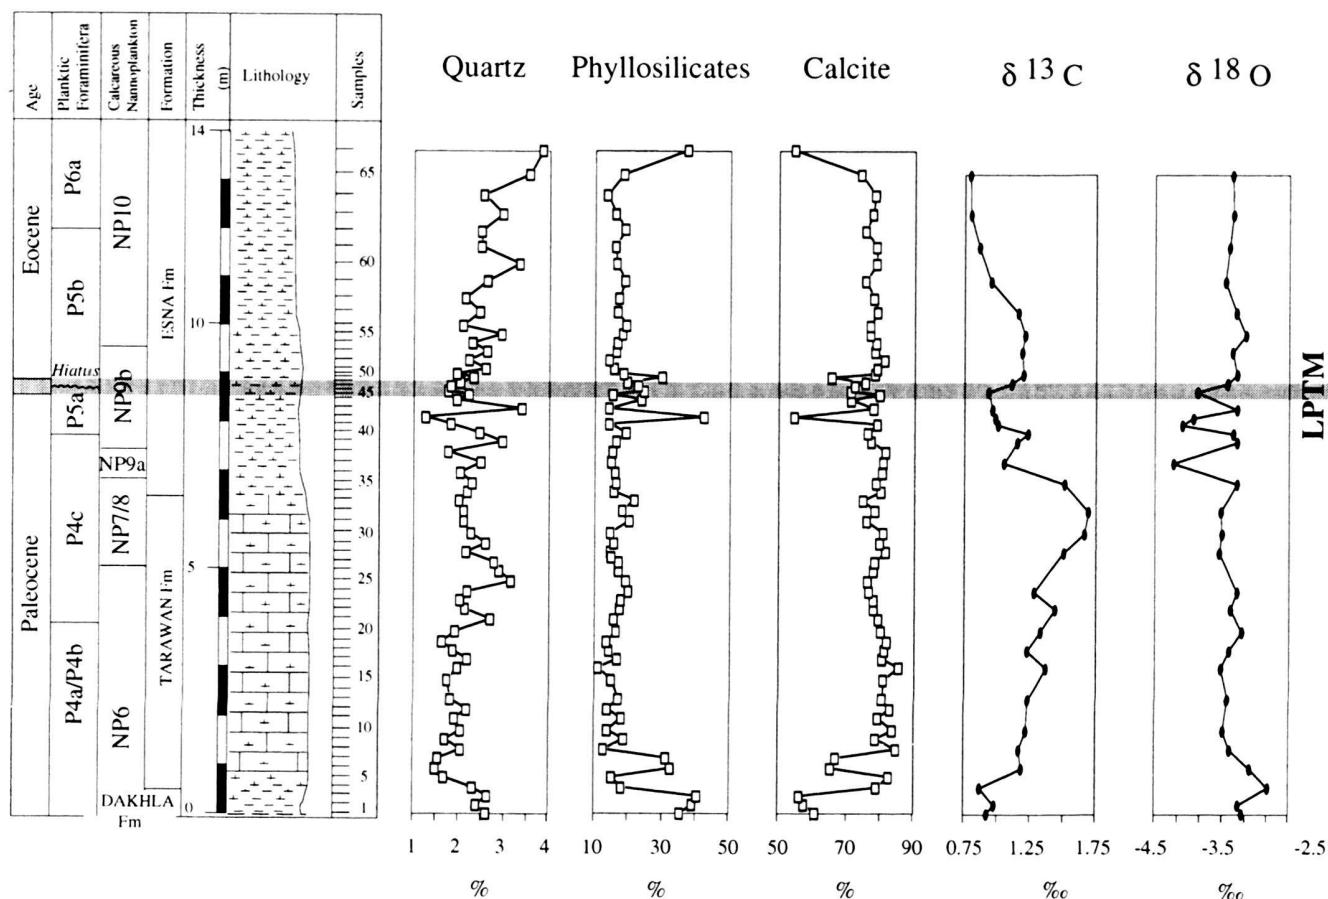 Age
Planktic
Foraminifera
Calcareous
Nannoplankton
Formation
Thickness
(m)
Lithology
Samples
Quartz
Phyllosilicates
Calcite
δ 13 C
δ 18 O
Eocene
Paleocene
P6a
P5b
Hiatus
P5a
P4c
P4a/P4b
NP10
NP9b
NP9a
NP7/8
NP6
ESNA Fm
TARAWAN Fm
DAKHLA
Fm
14
10
5
0
65
60
55
50
45
40
35
30
25
20
15
10
5
1
LPTM
1 2 3 4
10 30 50
50 70 90
0.75 1.25 1.75
-4.5 -3.5 -2.5
% % % ‰ ‰